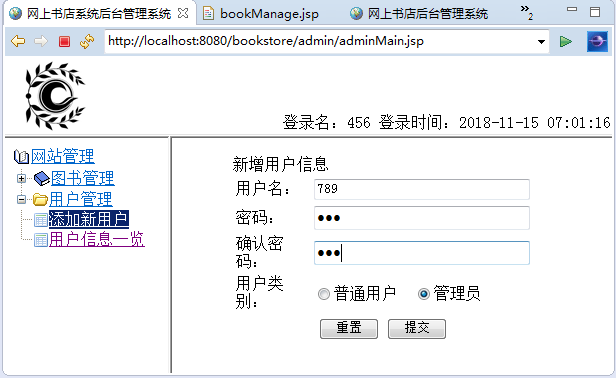 网上书店系统后台管理系统 bookManage.jsp 网上书店后台管理系统 2
http://localhost:8080/bookstore/admin/adminMain.jsp
登录名：456 登录时间：2018-11-15 07:01:16
网站管理
图书管理
用户管理
添加新用户
用户信息一览
新增用户信息
用户名： 789
密码： ●●●
确认密
码： ●●●
用户类
别： 普通用户 管理员
重置 提交